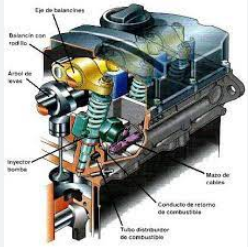 Eje de balancines
Balancín con
rodillo
Árbol de
levas
Inyector
bomba
Mazo de
cables
Conducto de retorno
de combustible
Tubo distribuidor
de combustible